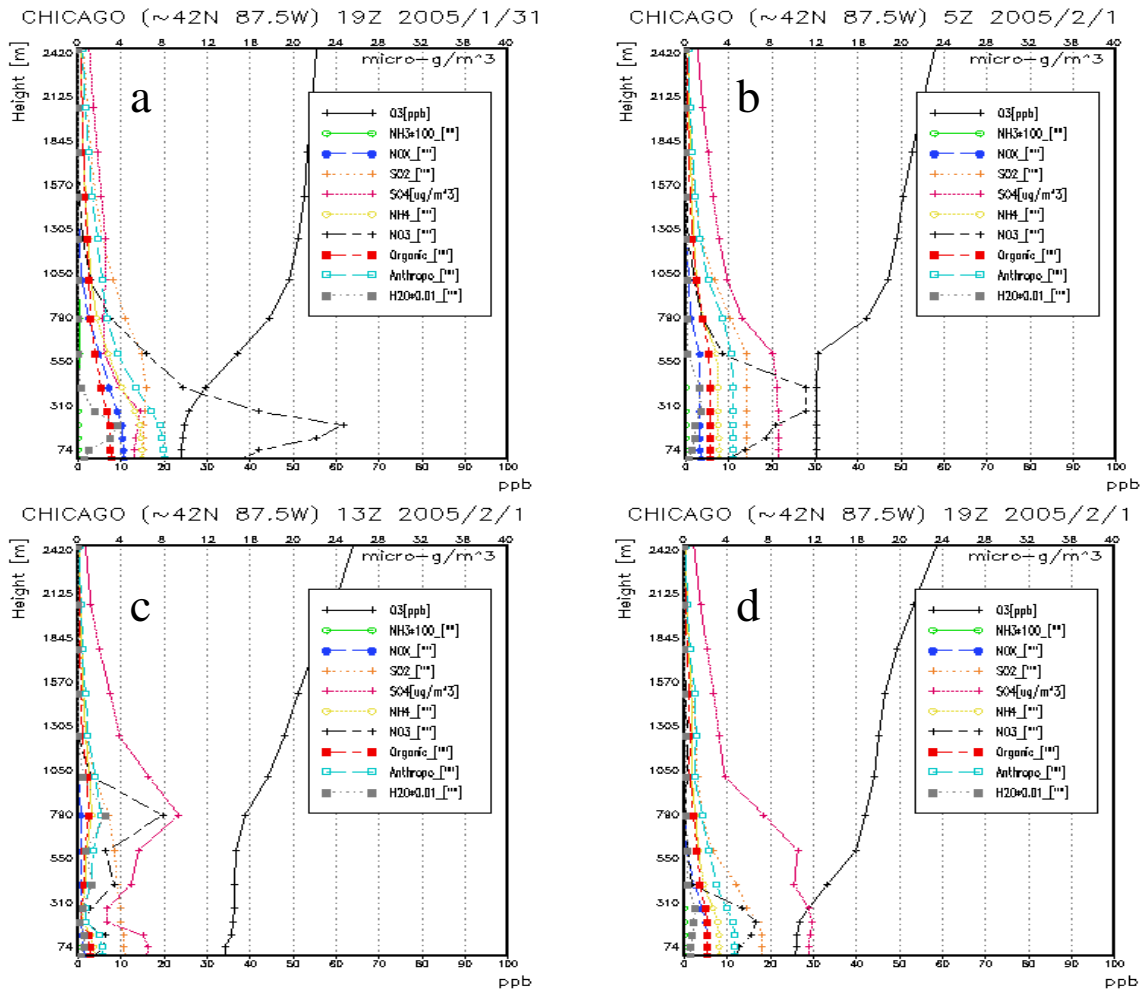 CHICAGO (~42N 87.5W) 19Z 2005/1/31
0 4 8 12 16 20 24 28 32 36 40
micro-g/m^3
Height [m]
2420
2125
1845
1570
1305
1050
790
550
310
74
a
O3[ppb]
NH3*100_[""]
NOX_[""]
SO2_[""]
SO4[ug/m^3]
NH4_[""]
NO3_[""]
Organic_[""]
Anthropo_[""]
H2O*0.01_[""]
0 10 20 30 40 50 60 70 80 90 100
ppb
CHICAGO (~42N 87.5W) 5Z 2005/2/1
0 4 8 12 16 20 24 28 32 36 40
micro-g/m^3
Height [m]
2420
2125
1845
1570
1305
1050
790
550
310
74
b
O3[ppb]
NH3*100_[""]
NOX_[""]
SO2_[""]
SO4[ug/m^3]
NH4_[""]
NO3_[""]
Organic_[""]
Anthropo_[""]
H2O*0.01_[""]
0 10 20 30 40 50 60 70 80 90 100
ppb
CHICAGO (~42N 87.5W) 13Z 2005/2/1
0 4 8 12 16 20 24 28 32 36 40
micro-g/m^3
Height [m]
2420
2125
1845
1570
1305
1050
790
550
310
74
c
O3[ppb]
NH3*100_[""]
NOX_[""]
SO2_[""]
SO4[ug/m^3]
NH4_[""]
NO3_[""]
Organic_[""]
Anthropo_[""]
H2O*0.01_[""]
0 10 20 30 40 50 60 70 80 90 100
ppb
CHICAGO (~42N 87.5W) 19Z 2005/2/1
0 4 8 12 16 20 24 28 32 36 40
micro-g/m^3
Height [m]
2420
2125
1845
1570
1305
1050
790
550
310
74
d
O3[ppb]
NH3*100_[""]
NOX_[""]
SO2_[""]
SO4[ug/m^3]
NH4_[""]
NO3_[""]
Organic_[""]
Anthropo_[""]
H2O*0.01_[""]
0 10 20 30 40 50 60 70 80 90 100
ppb